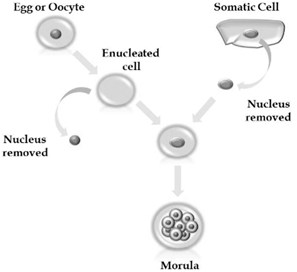 Egg or Oocyte
Somatic Cell
Enucleated
cell
Nucleus
removed
Nucleus
removed
Morula